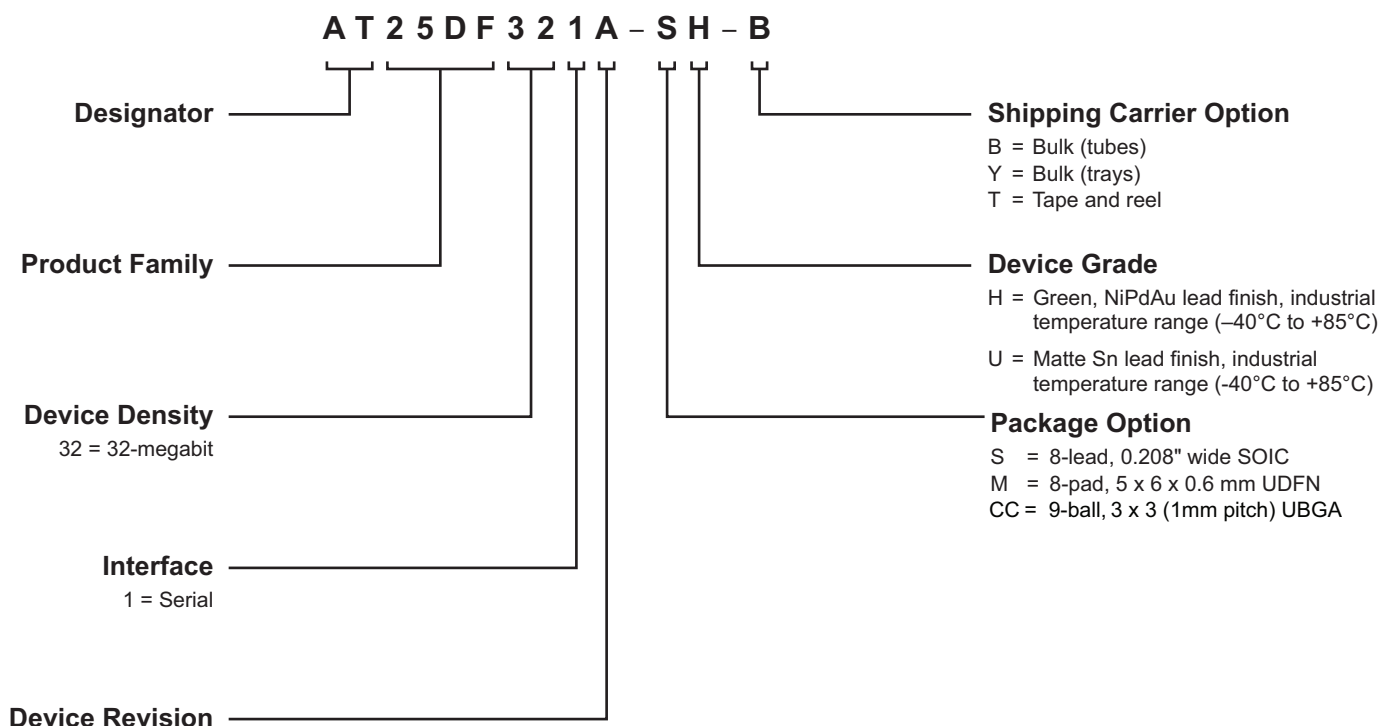 A T 2 5 D F 3 2 1 A – S H – B
Designator
Product Family
Device Density
32 = 32-megabit
Interface
1 = Serial
Device Revision
Shipping Carrier Option
B = Bulk (tubes)
Y = Bulk (trays)
T = Tape and reel
Device Grade
H = Green, NiPdAu lead finish, industrial
temperature range (–40°C to +85°C)
U = Matte Sn lead finish, industrial
temperature range (-40°C to +85°C)
Package Option
S = 8-lead, 0.208" wide SOIC
M = 8-pad, 5 x 6 x 0.6 mm UDFN
CC = 9-ball, 3 x 3 (1mm pitch) UBGA